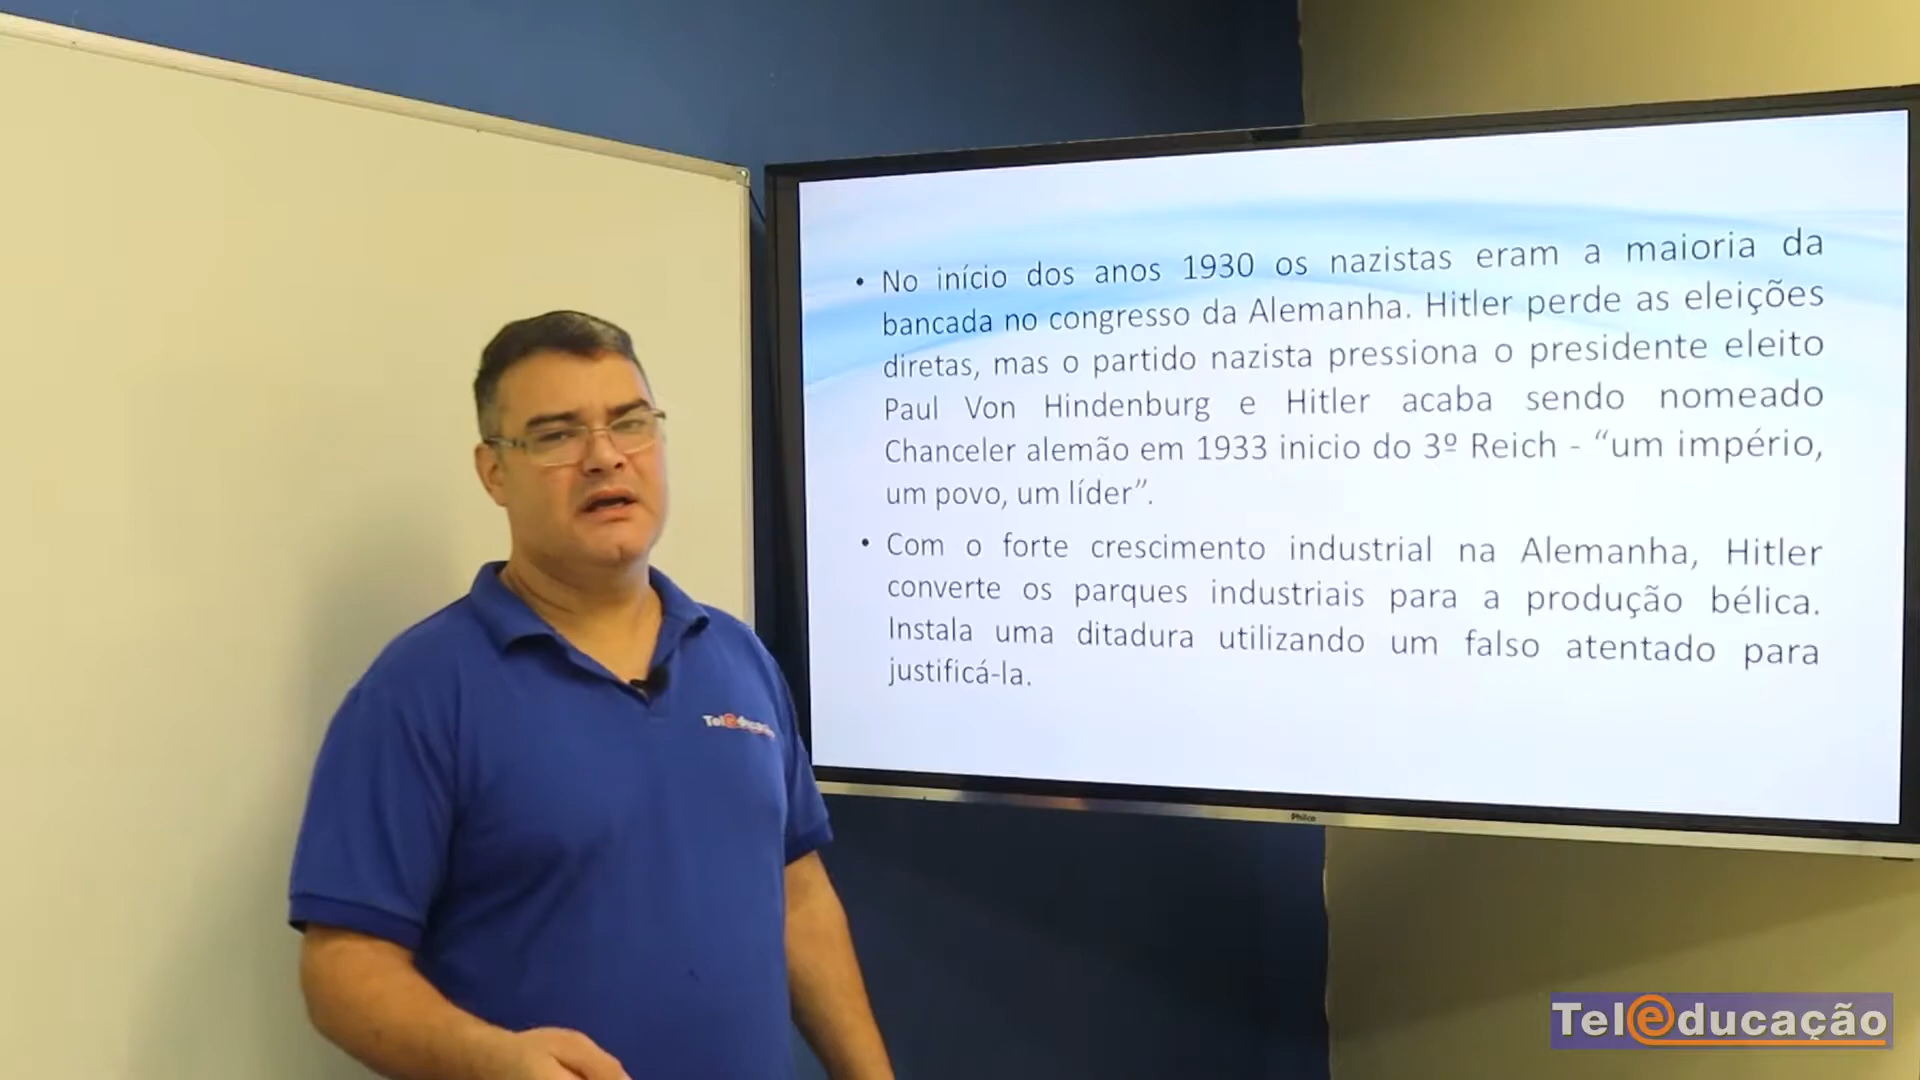 • No início dos anos 1930 os nazistas eram a maioria da
bancada no congresso da Alemanha. Hitler perde as eleições
diretas, mas o partido nazista pressiona o presidente eleito
Paul Von Hindenburg e Hitler acaba sendo nomeado
Chanceler alemão em 1933 inicio do 3º Reich - “um império,
um povo, um líder”.
• Com o forte crescimento industrial na Alemanha, Hitler
converte os parques industriais para a produção bélica.
Instala uma ditadura utilizando um falso atentado para
justificá-la.
Teleducação
Philco
Teleducação